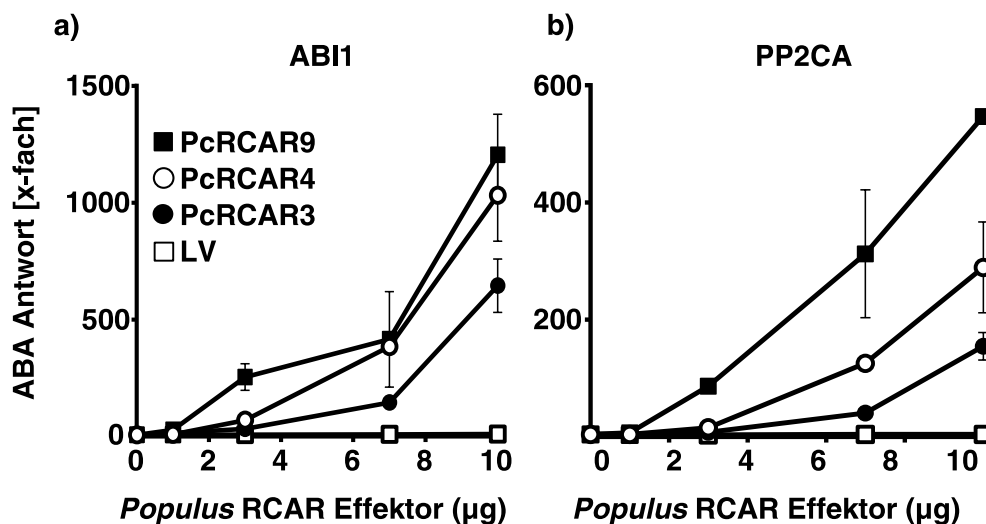 a)
ABI1
1500
1000
500
0
ABA Antwort [x-fach]
PcRCAR9
PcRCAR4
PcRCAR3
LV
0 2 4 6 8 10
Populus RCAR Effektor (µg)
b)
PP2CA
600
400
200
0 2 4 6 8 10
Populus RCAR Effektor (µg)